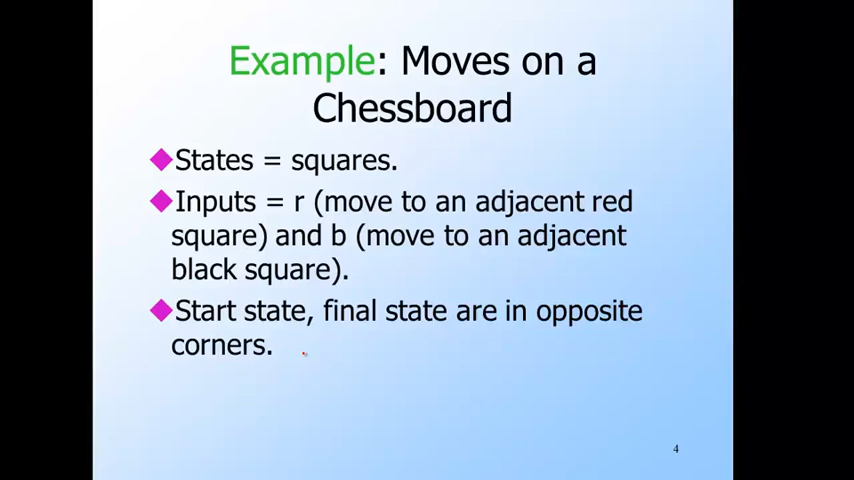 Example: Moves on a
Chessboard
States = squares.
Inputs = r (move to an adjacent red
square) and b (move to an adjacent
black square).
Start state, final state are in opposite
corners.
4